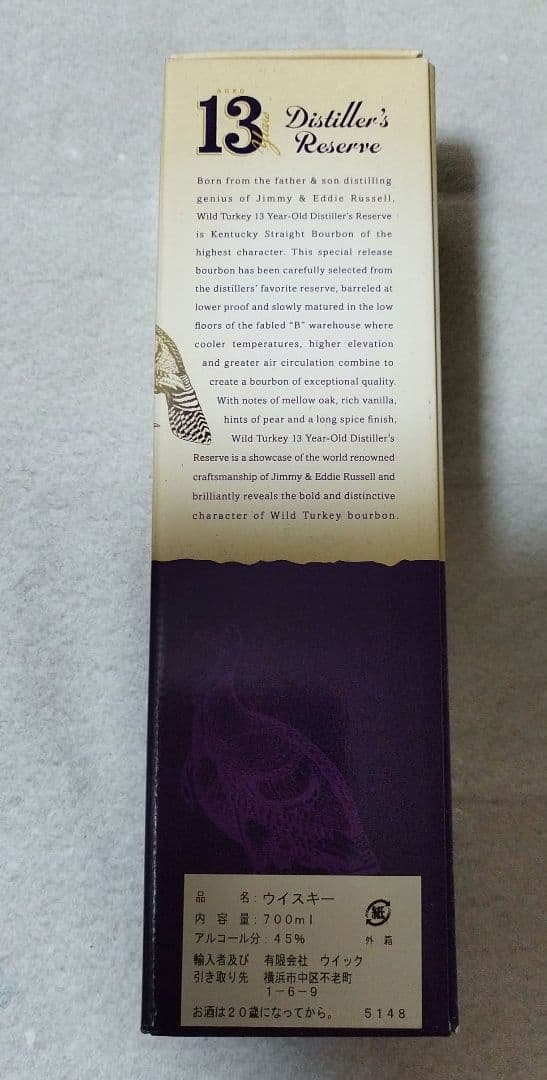 AGED
13
Years
Distiller's
Reserve
Born from the father & son distilling
genius of Jimmy & Eddie Russell,
Wild Turkey 13 Year-Old Distiller's Reserve
is Kentucky Straight Bourbon of the
highest character. This special release
bourbon has been carefully selected from
the distillers' favorite reserve, barreled at
lower proof and slowly matured in the low
floors of the fabled "B" warehouse where
cooler temperatures, higher elevation
and greater air circulation combine to
create a bourbon of exceptional quality.
With notes of mellow oak, rich vanilla,
hints of pear and a long spice finish,
Wild Turkey 13 Year-Old Distiller's
Reserve is a showcase of the world renowned
craftsmanship of Jimmy & Eddie Russell and
brilliantly reveals the bold and distinctive
character of Wild Turkey bourbon.
品 名:ウイスキー
内 容 量:700ml
アルコール分:45%
紙
外 箱
輸入者及び 有限会社 ウイック
引き取り先 横浜市中区不老町
1-6-9
お酒は20歳になってから。 5148